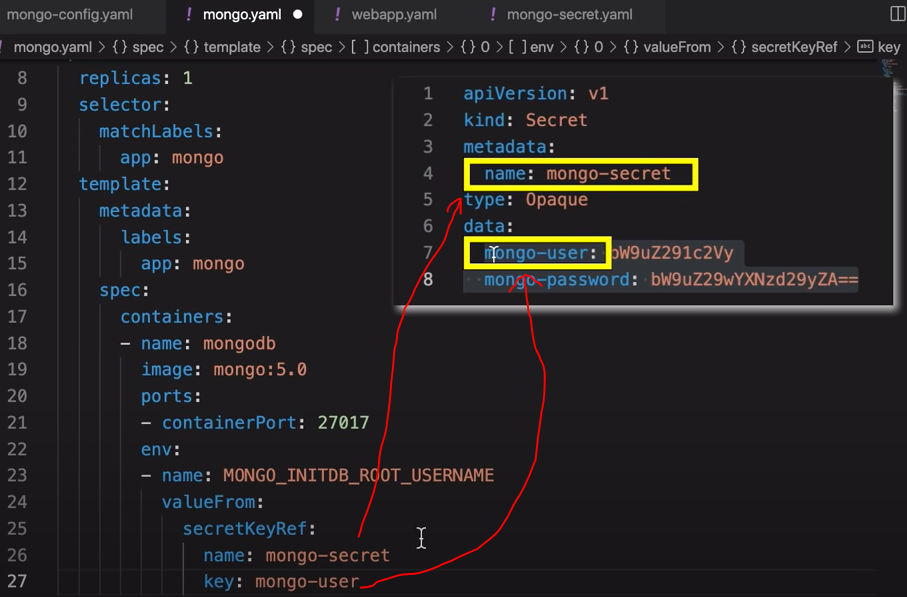 mongo-config.yaml ! mongo.yaml ● ! webapp.yaml ! mongo-secret.yaml
! mongo.yaml > {} spec > {} template > {} spec > [ ] containers > {} 0 > [ ] env > {} 0 > {} valueFrom > {} secretKeyRef > abc key
8 replicas: 1
9 selector:
10 matchLabels:
11 app: mongo
12 template:
13 metadata:
14 labels:
15 app: mongo
16 spec:
17 containers:
18 - name: mongodb
19 image: mongo:5.0
20 ports:
21 - containerPort: 27017
22 env:
23 - name: MONGO_INITDB_ROOT_USERNAME
24 valueFrom:
25 secretKeyRef:
26 name: mongo-secret
27 key: mongo-user
1 apiVersion: v1
2 kind: Secret
3 metadata:
4 name: mongo-secret
5 type: Opaque
6 data:
7 mongo-user: bW9uZ291c2Vy
8 mongo-password: bW9uZ29wYXNzd29yZA==